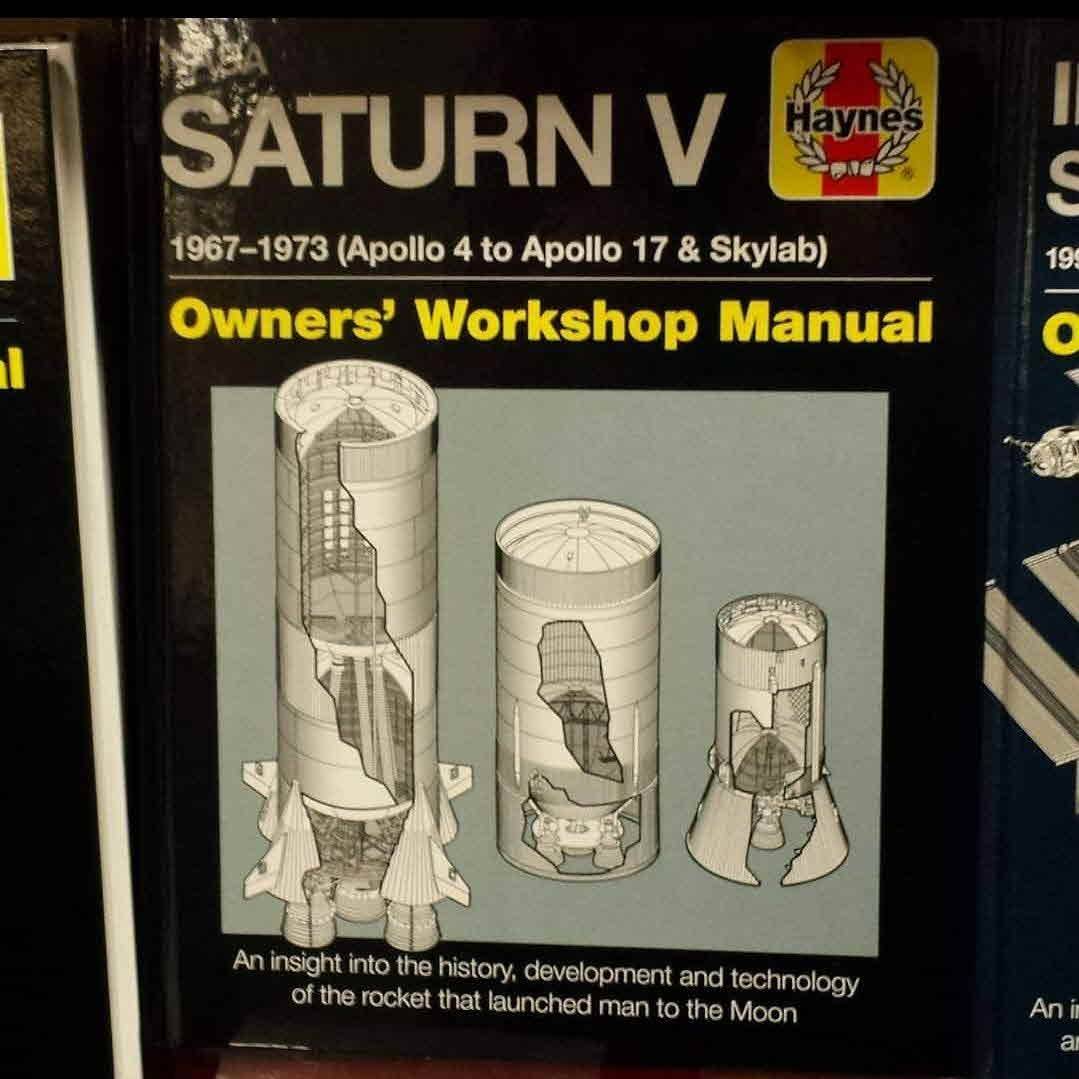 SATURN V
Haynes
®
1967–1973 (Apollo 4 to Apollo 17 & Skylab)
Owners’ Workshop Manual
An insight into the history, development and technology
of the rocket that launched man to the Moon